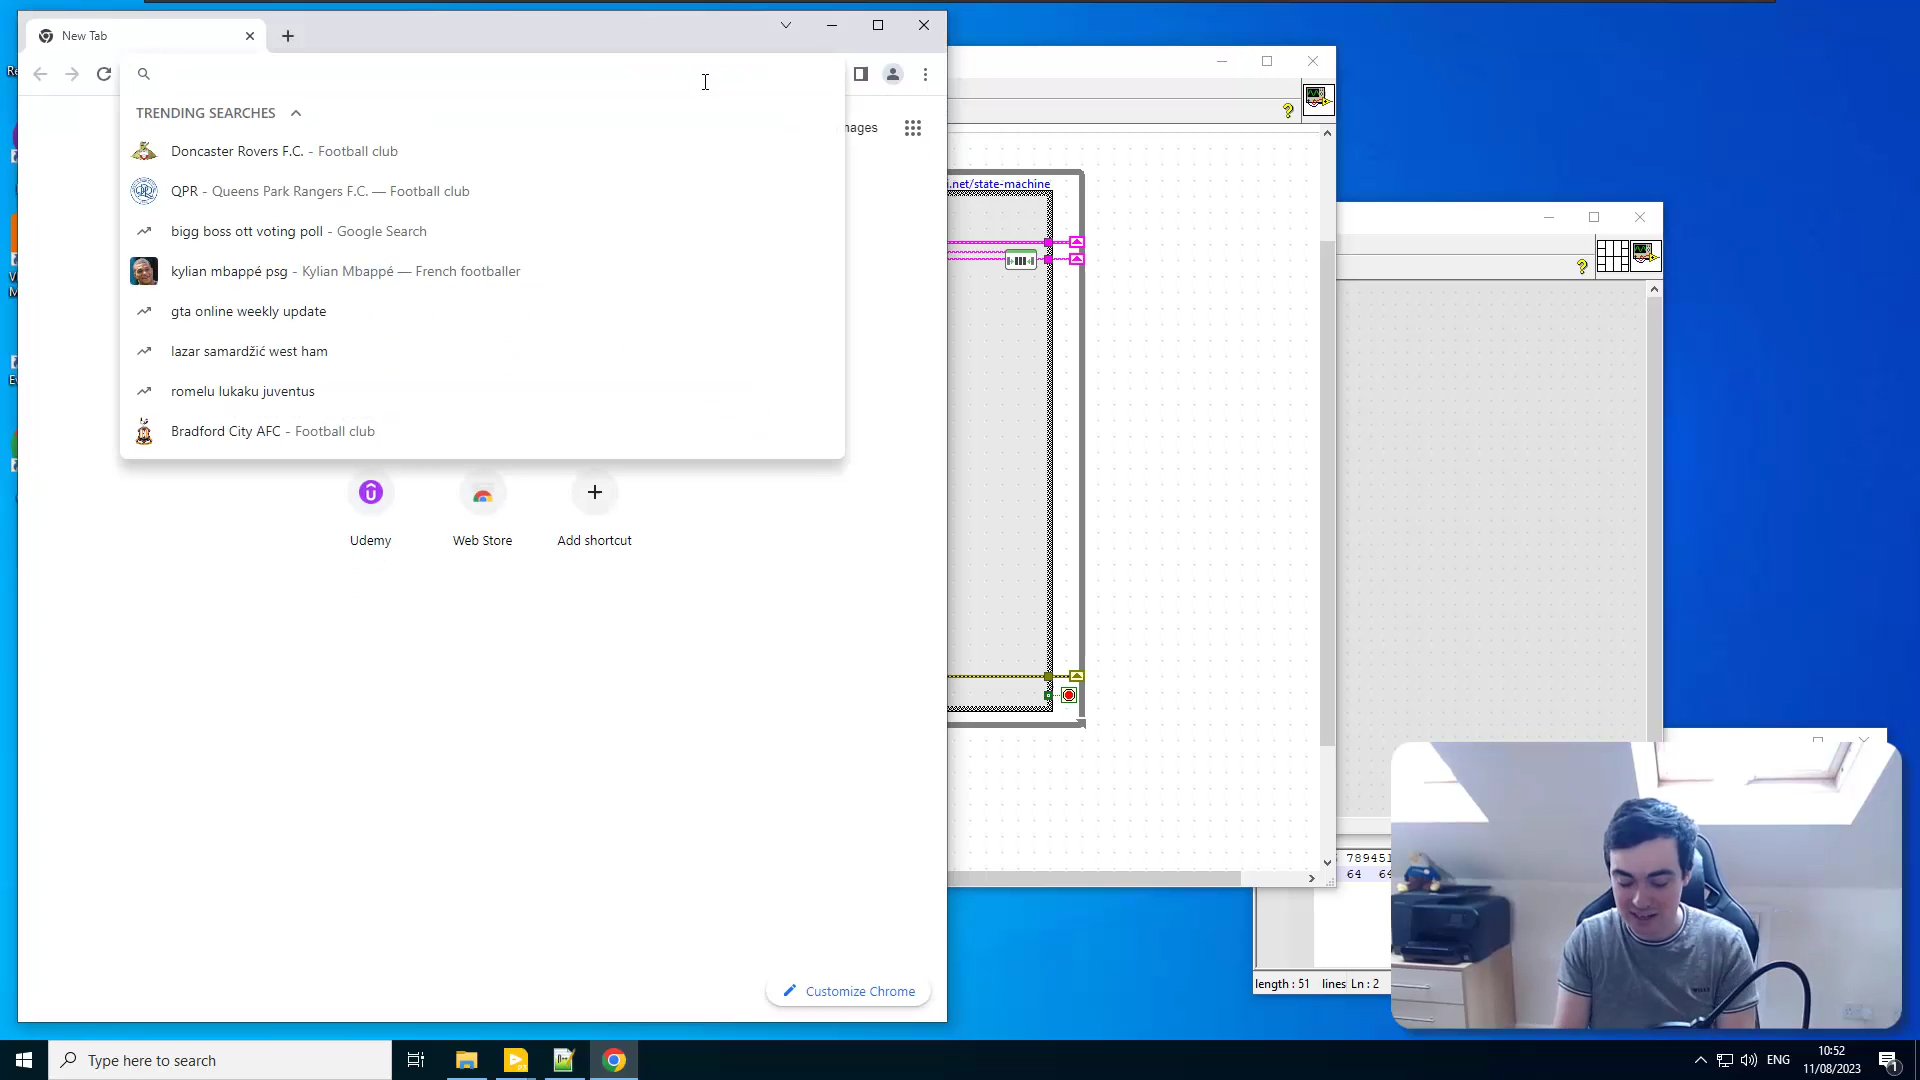 New Tab
TRENDING SEARCHES
Doncaster Rovers F.C. - Football club
QPR - Queens Park Rangers F.C. — Football club
bigg boss ott voting poll - Google Search
kylian mbappé psg - Kylian Mbappé — French footballer
gta online weekly update
lazar samardžić west ham
romelu lukaku juventus
Bradford City AFC - Football club
Udemy
Web Store
Add shortcut
Customize Chrome
.net/state-machine
789451
64 64
length : 51 lines Ln : 2
Type here to search
ENG
10:52
11/08/2023
1